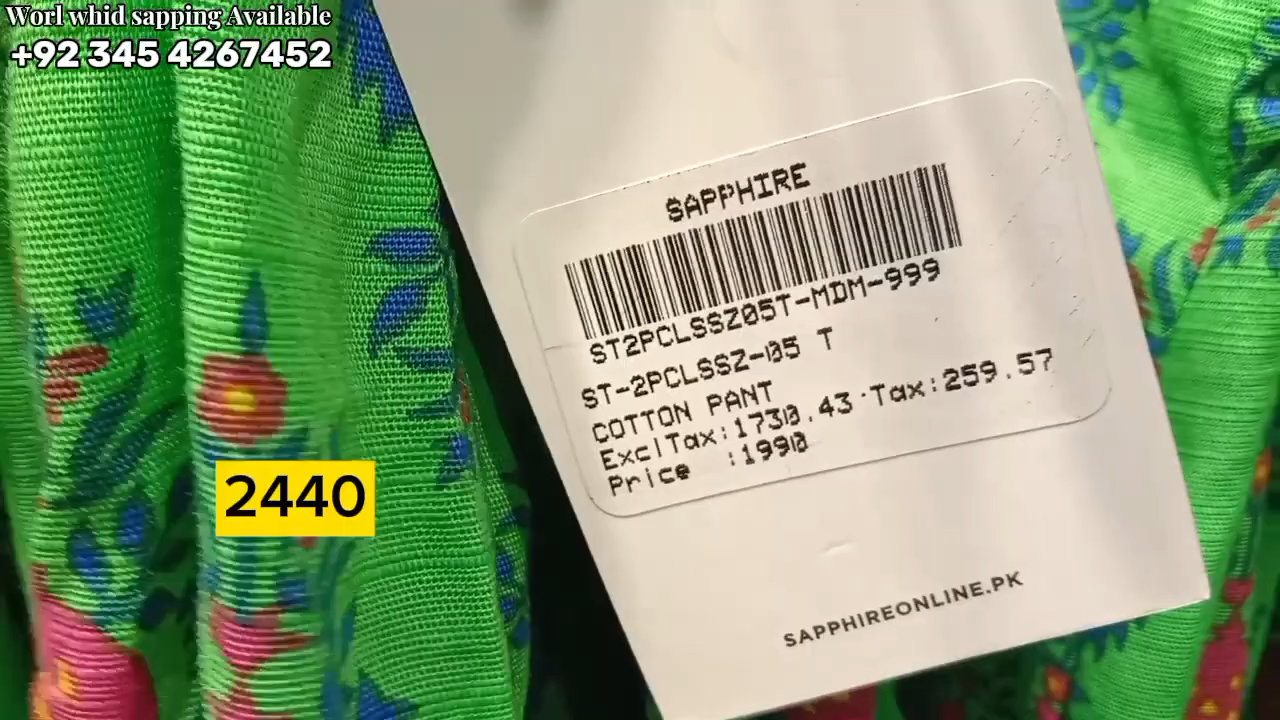 Worl whid sapping Available
+92 345 4267452
SAPPHIRE
ST2PCLSSZ05T-MDM-999
ST-2PCLSSZ-05 T
COTTON PANT
ExclTax:1730.43 Tax:259.57
Price :1990
2440
SAPPHIREONLINE.PK